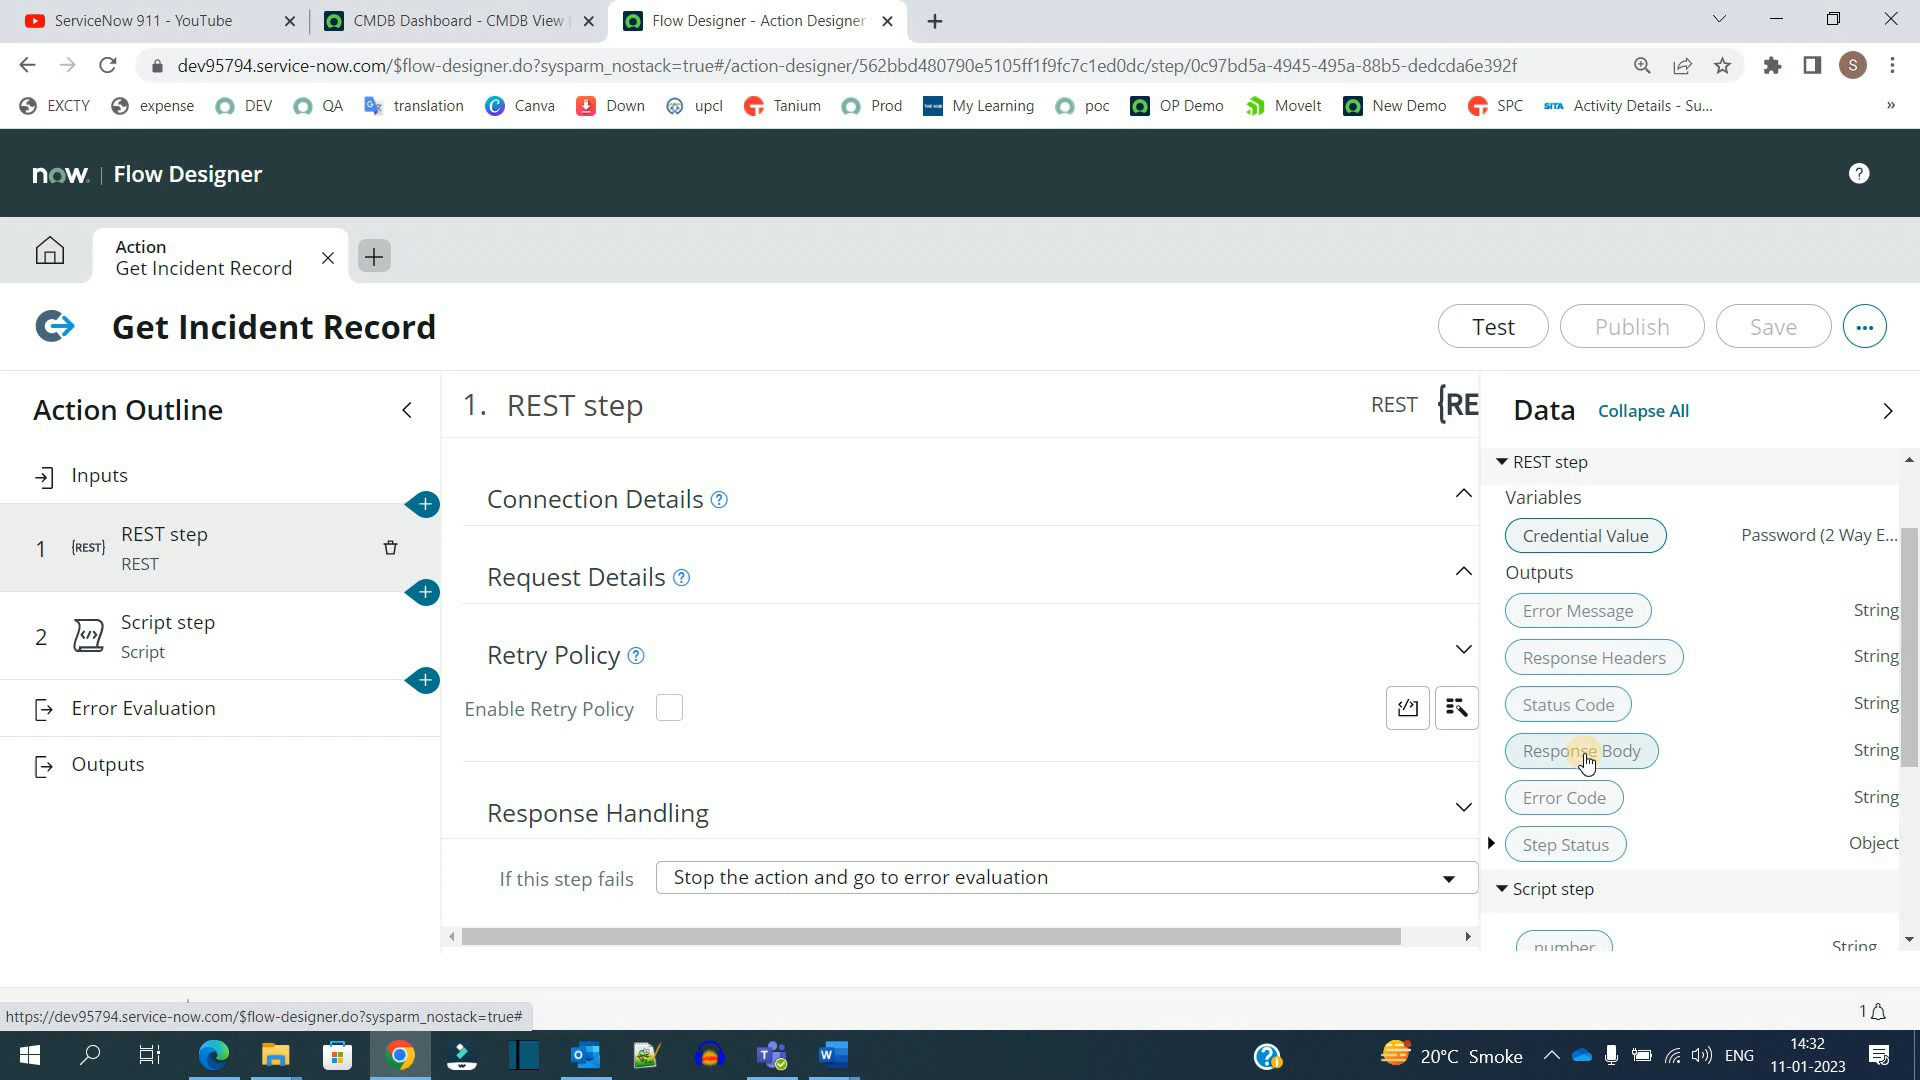 ServiceNow 911 - YouTube
CMDB Dashboard - CMDB View
Flow Designer - Action Designer
dev95794.service-now.com/$flow-designer.do?sysparm_nostack=true#/action-designer/562bbd480790e5105ff1f9fc7c1ed0dc/step/0c97bd5a-4945-495a-88b5-dedcda6e392f
S
EXCTY
expense
DEV
QA
translation
Canva
Down
upcl
Tanium
Prod
My Learning
poc
OP Demo
MoveIt
New Demo
SPC
SITA
Activity Details - Su...
»
now. | Flow Designer
?
Action
Get Incident Record
Get Incident Record
Test
Publish
Save
Action Outline
Inputs
1
{REST}
REST step
REST
2
Script step
Script
Error Evaluation
Outputs
1. REST step
REST {RE
Connection Details ?
Request Details ?
Retry Policy ?
Enable Retry Policy
Response Handling
If this step fails
Stop the action and go to error evaluation
Data
Collapse All
REST step
Variables
Credential Value
Password (2 Way E...
Outputs
Error Message
String
Response Headers
String
Status Code
String
Response Body
String
Error Code
String
Step Status
Object
Script step
number
String
https://dev95794.service-now.com/$flow-designer.do?sysparm_nostack=true#
1
20°C Smoke
ENG
14:32
11-01-2023